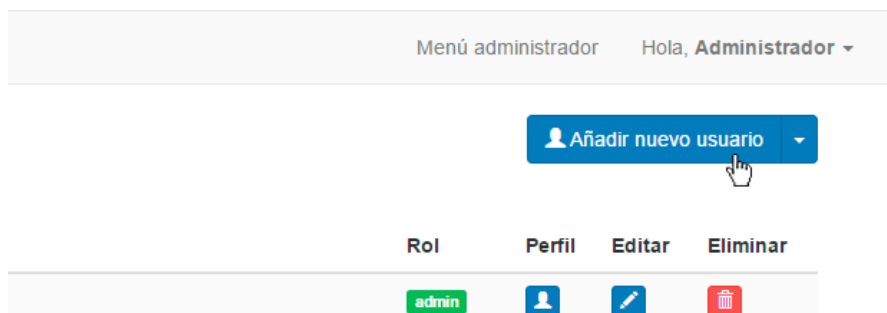 Menú administrador Hola, Administrador
Añadir nuevo usuario
Rol Perfil Editar Eliminar
admin